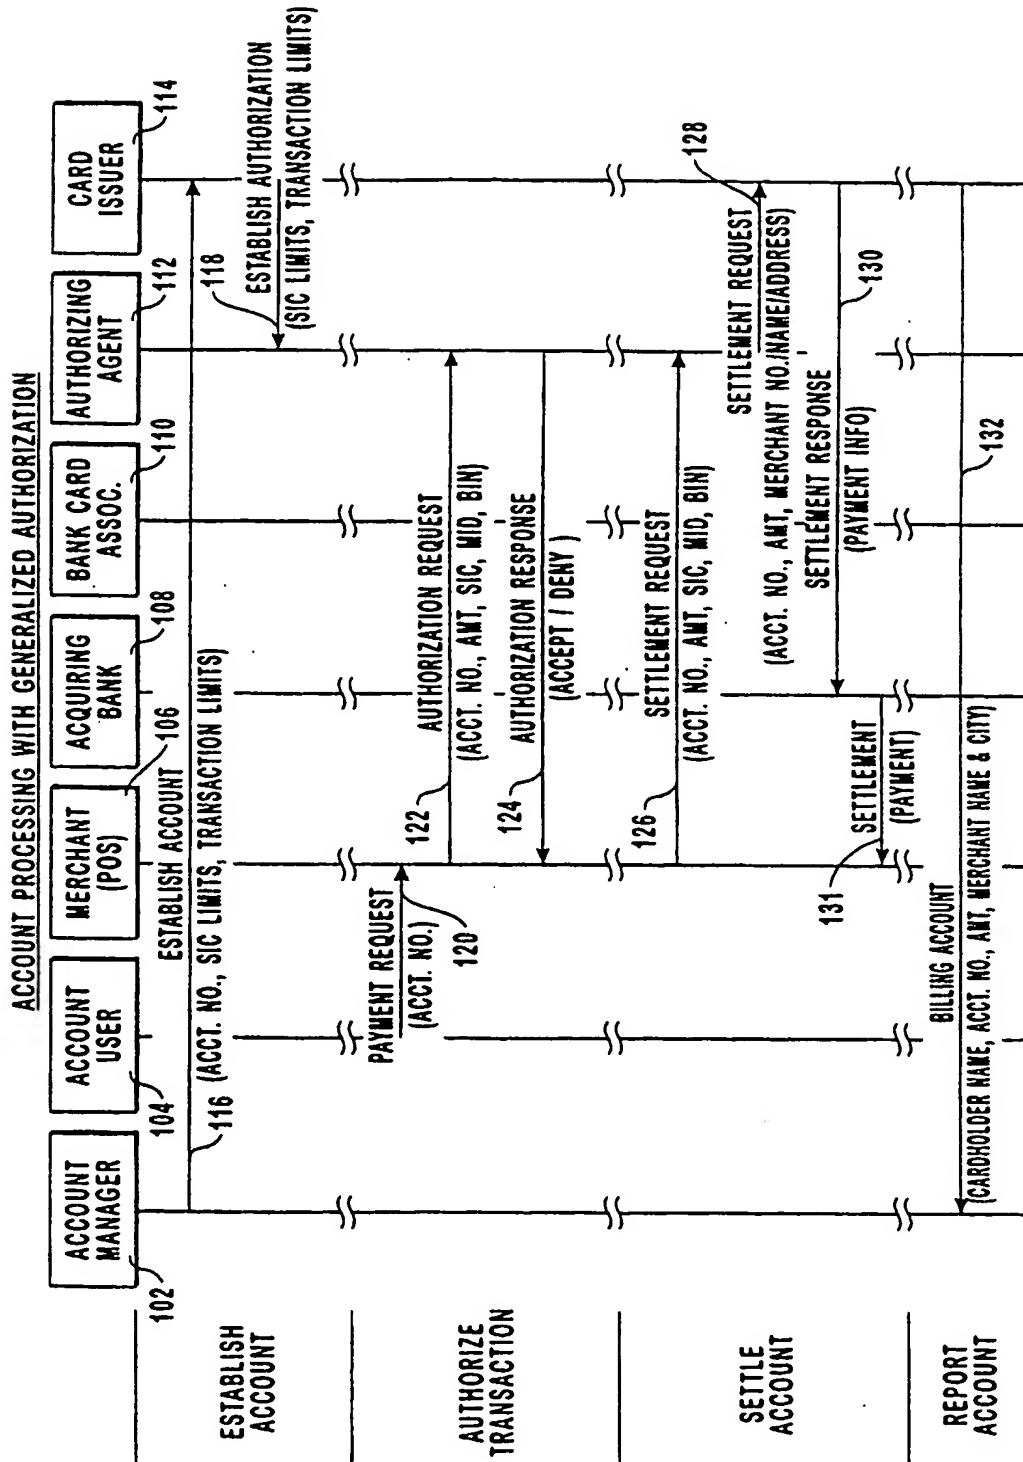 ACCOUNT PROCESSING WITH GENERALIZED AUTHORIZATION
ACCOUNT
MANAGER
102
ACCOUNT
USER
104
MERCHANT
(POS)
106
ACQUIRING
BANK
108
BANK CARD
ASSOC.
110
AUTHORIZING
AGENT
112
CARD
ISSUER
114
ESTABLISH
ACCOUNT
ESTABLISH ACCOUNT
116
(ACCT. NO., SIC LIMITS, TRANSACTION LIMITS)
118
ESTABLISH AUTHORIZATION
(SIC LIMITS, TRANSACTION LIMITS)
AUTHORIZE
TRANSACTION
PAYMENT REQUEST
(ACCT. NO.)
120
122
AUTHORIZATION REQUEST
(ACCT. NO., AMT, SIC, MID, BIN)
124
AUTHORIZATION RESPONSE
(ACCEPT / DENY)
SETTLE
ACCOUNT
126
SETTLEMENT REQUEST
(ACCT. NO., AMT, SIC, MID, BIN)
SETTLEMENT REQUEST
128
(ACCT. NO., AMT, MERCHANT NO./NAME/ADDRESS)
SETTLEMENT RESPONSE
130
(PAYMENT INFO)
131
SETTLEMENT
(PAYMENT)
REPORT
ACCOUNT
BILLING ACCOUNT
132
(CARDHOLDER NAME, ACCT. NO., AMT, MERCHANT NAME & CITY)